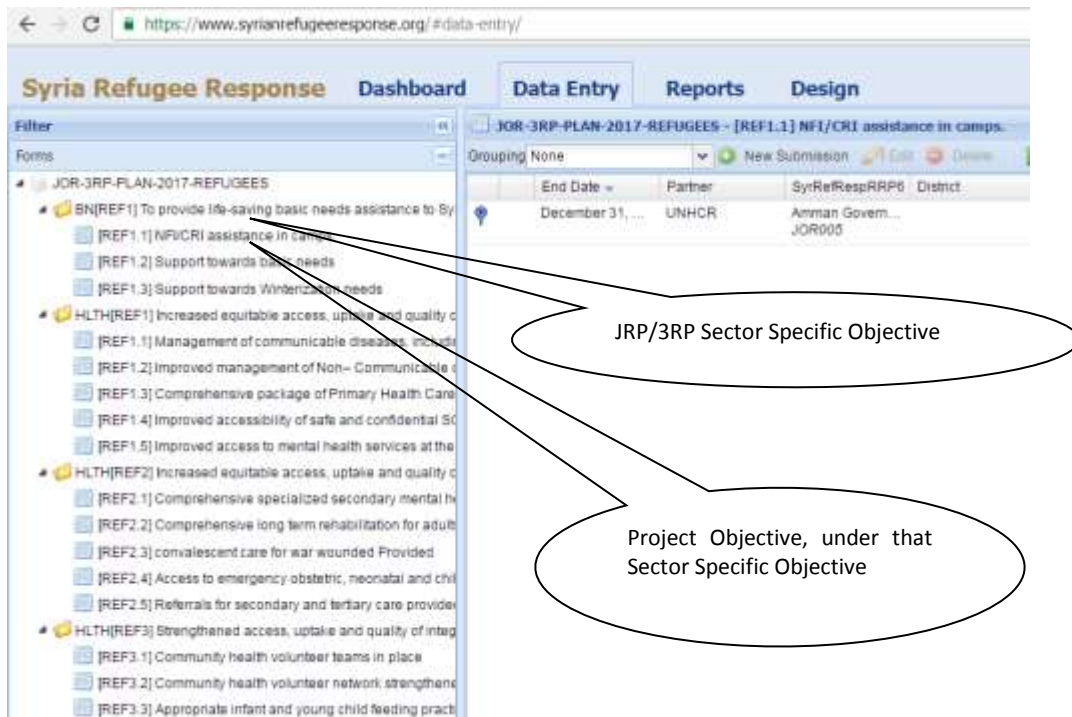 https://www.syrianrefugeeresponse.org/#data-entry/
Syria Refugee Response Dashboard Data Entry Reports Design
Filter
JOR-3RP-PLAN-2017-REFUGEES - [REF1.1] NFI/CRI assistance in camps.
Forms
Grouping None New Submission Edit Delete
End Date Partner SyrRefRespRRP6 District
JOR-3RP-PLAN-2017-REFUGEES
BN[REF1] To provide life-saving basic needs assistance to Sy
December 31, ... UNHCR Amman Govern...
JOR005
[REF1.1] NFI/CRI assistance in camps
[REF1.2] Support towards basic needs
[REF1.3] Support towards Winterization needs
HLTH[REF1] Increased equitable access, uptake and quality c
[REF1.1] Management of communicable diseases, include
[REF1.2] Improved management of Non– Communicable c
[REF1.3] Comprehensive package of Primary Health Care
[REF1.4] Improved accessibility of safe and confidential SG
[REF1.5] Improved access to mental health services at the
HLTH[REF2] Increased equitable access, uptake and quality c
[REF2.1] Comprehensive specialized secondary mental he
[REF2.2] Comprehensive long term rehabilitation for adult
[REF2.3] convalescent care for war wounded Provided
[REF2.4] Access to emergency obstetric, neonatal and chil
[REF2.5] Referrals for secondary and tertiary care provide
HLTH[REF3] Strengthened access, uptake and quality of integ
[REF3.1] Community health volunteer teams in place
[REF3.2] Community health volunteer network strengthene
[REF3.3] Appropriate infant and young child feeding pract
JRP/3RP Sector Specific Objective
Project Objective, under that
Sector Specific Objective